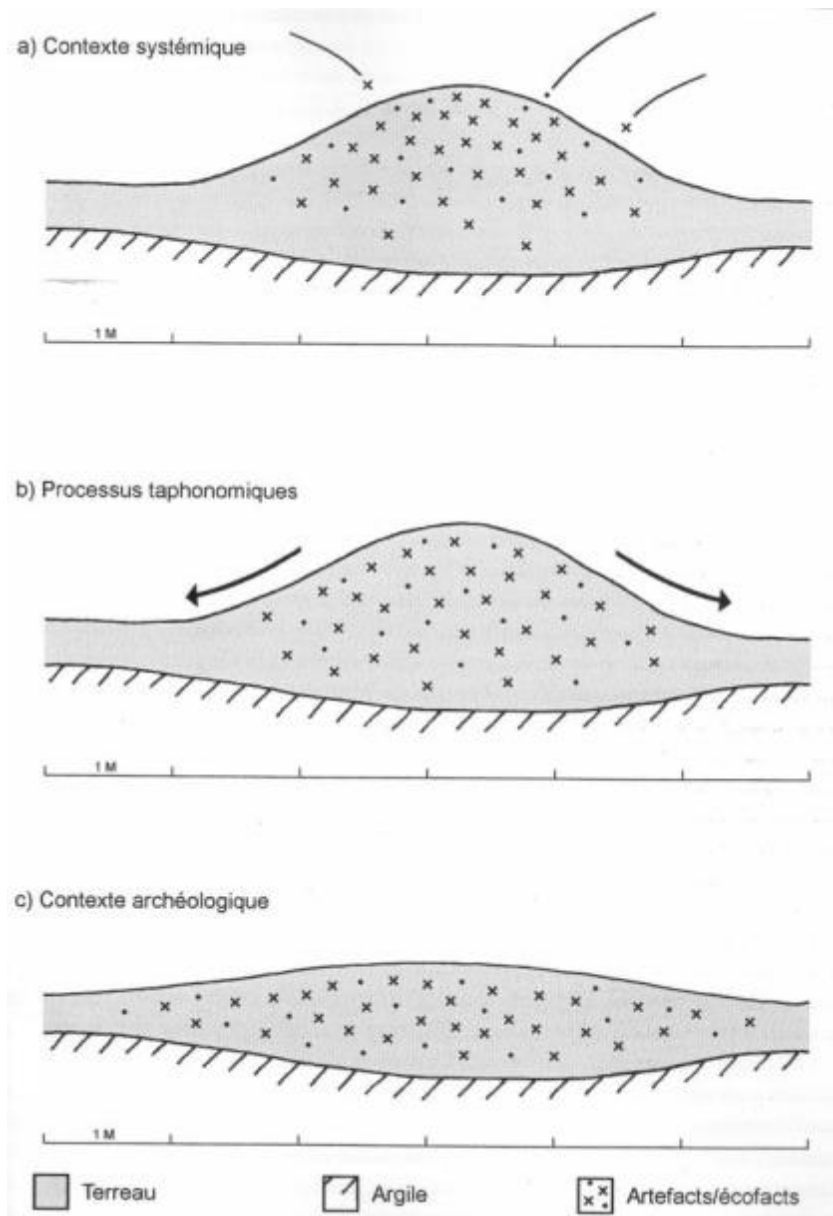 a) Contexte systémique
1 M
b) Processus taphonomiques
1 M
c) Contexte archéologique
1 M
Terreau
Argile
Artefacts/écofacts